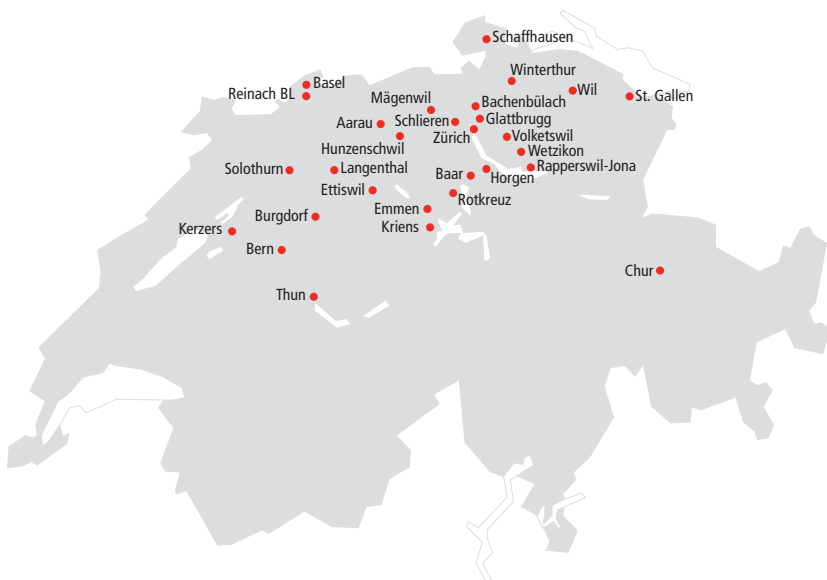 Schaffhausen
Winterthur
Basel
Wil
Reinach BL
St. Gallen
Mägenwil
Bachenbülach
Aarau
Schlieren
Glattbrugg
Zürich
Volketswil
Hunzenschwil
Wetzikon
Solothurn
Langenthal
Baar
Horgen
Rapperswil-Jona
Ettiswil
Rotkreuz
Emmen
Burgdorf
Kerzers
Kriens
Bern
Chur
Thun